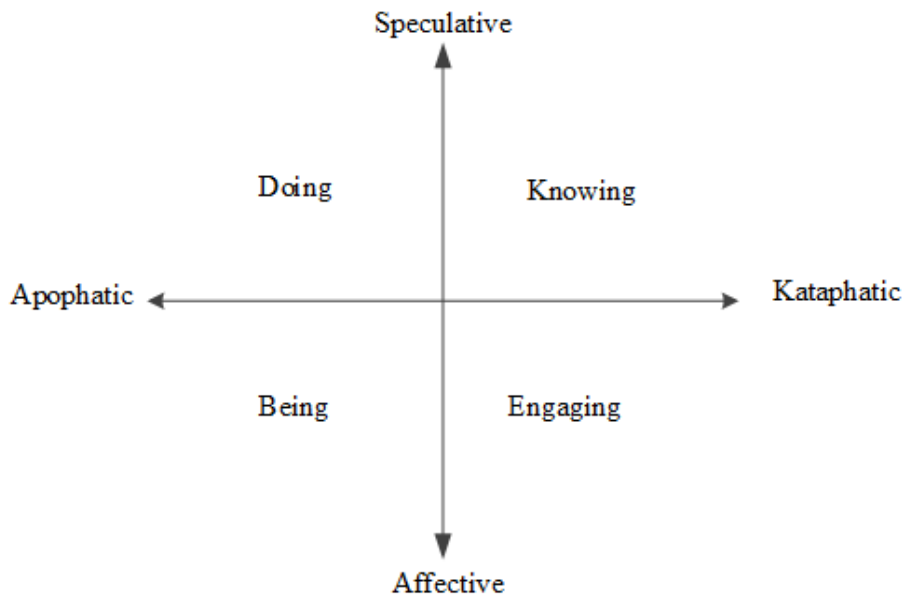 Speculative
Doing
Knowing
Apophatic
Kataphatic
Being
Engaging
Affective